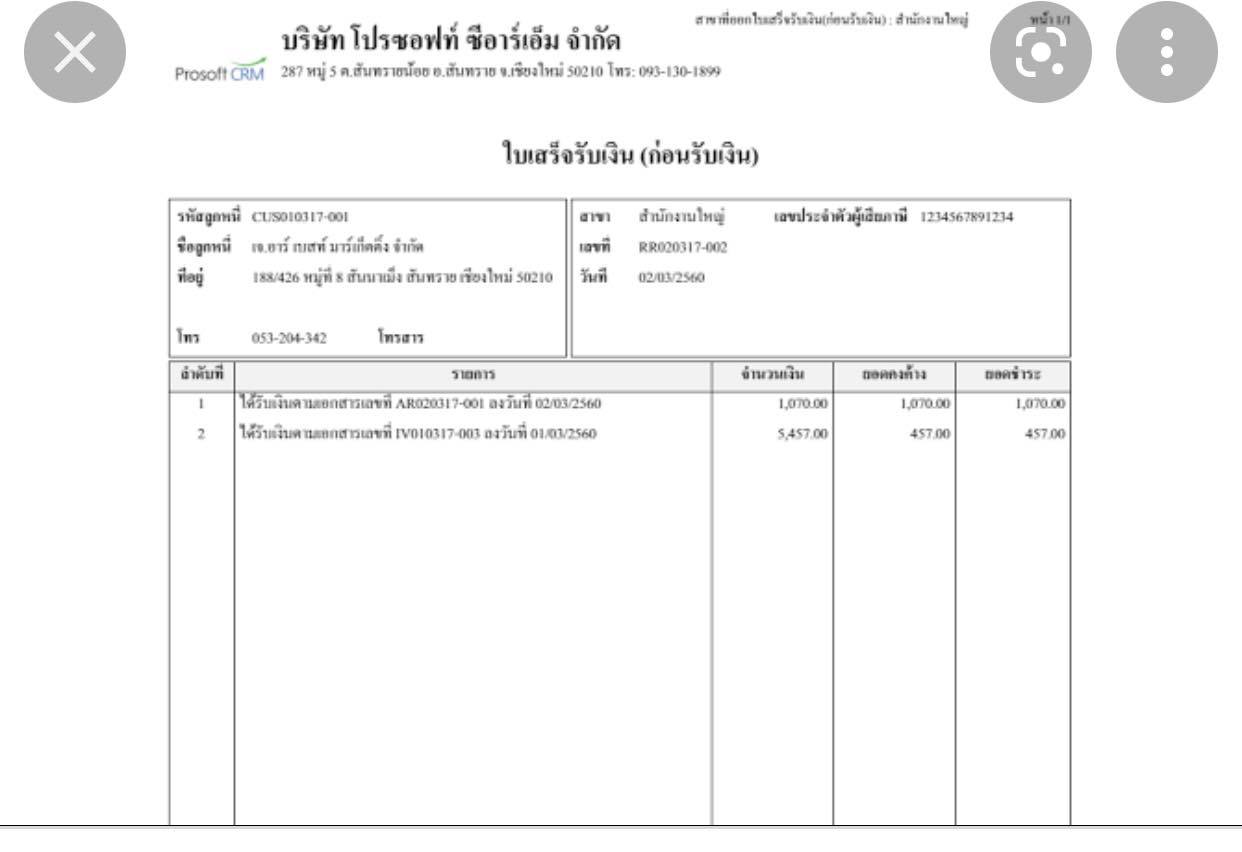 สาขาที่ออกใบเสร็จรับเงิน(ก่อนรับเงิน) : สำนักงานใหญ่ หน้า 1/1
บริษัท โปรซอฟท์ ซีอาร์เอ็ม จำกัด
Prosoft CRM 287 หมู่ 5 ต.สันทรายน้อย อ.สันทราย จ.เชียงใหม่ 50210 โทร: 093-130-1899
ใบเสร็จรับเงิน (ก่อนรับเงิน)
รหัสลูกหนี้ CUS010317-001 สาขา สำนักงานใหญ่ เลขประจำตัวผู้เสียภาษี 1234567891234
ชื่อลูกหนี้ เจ.อาร์ เบสท์ มาร์เก็ตติ้ง จำกัด เลขที่ RR020317-002
ที่อยู่ 188/426 หมู่ที่ 8 สันนาเม็ง สันทราย เชียงใหม่ 50210 วันที่ 02/03/2560
โทร 053-204-342 โทรสาร
ลำดับที่ รายการ จำนวนเงิน ยอดคงค้าง ยอดชำระ
1 ได้รับเงินตามเอกสารเลขที่ AR020317-001 ลงวันที่ 02/03/2560 1,070.00 1,070.00 1,070.00
2 ได้รับเงินตามเอกสารเลขที่ IV010317-003 ลงวันที่ 01/03/2560 5,457.00 457.00 457.00